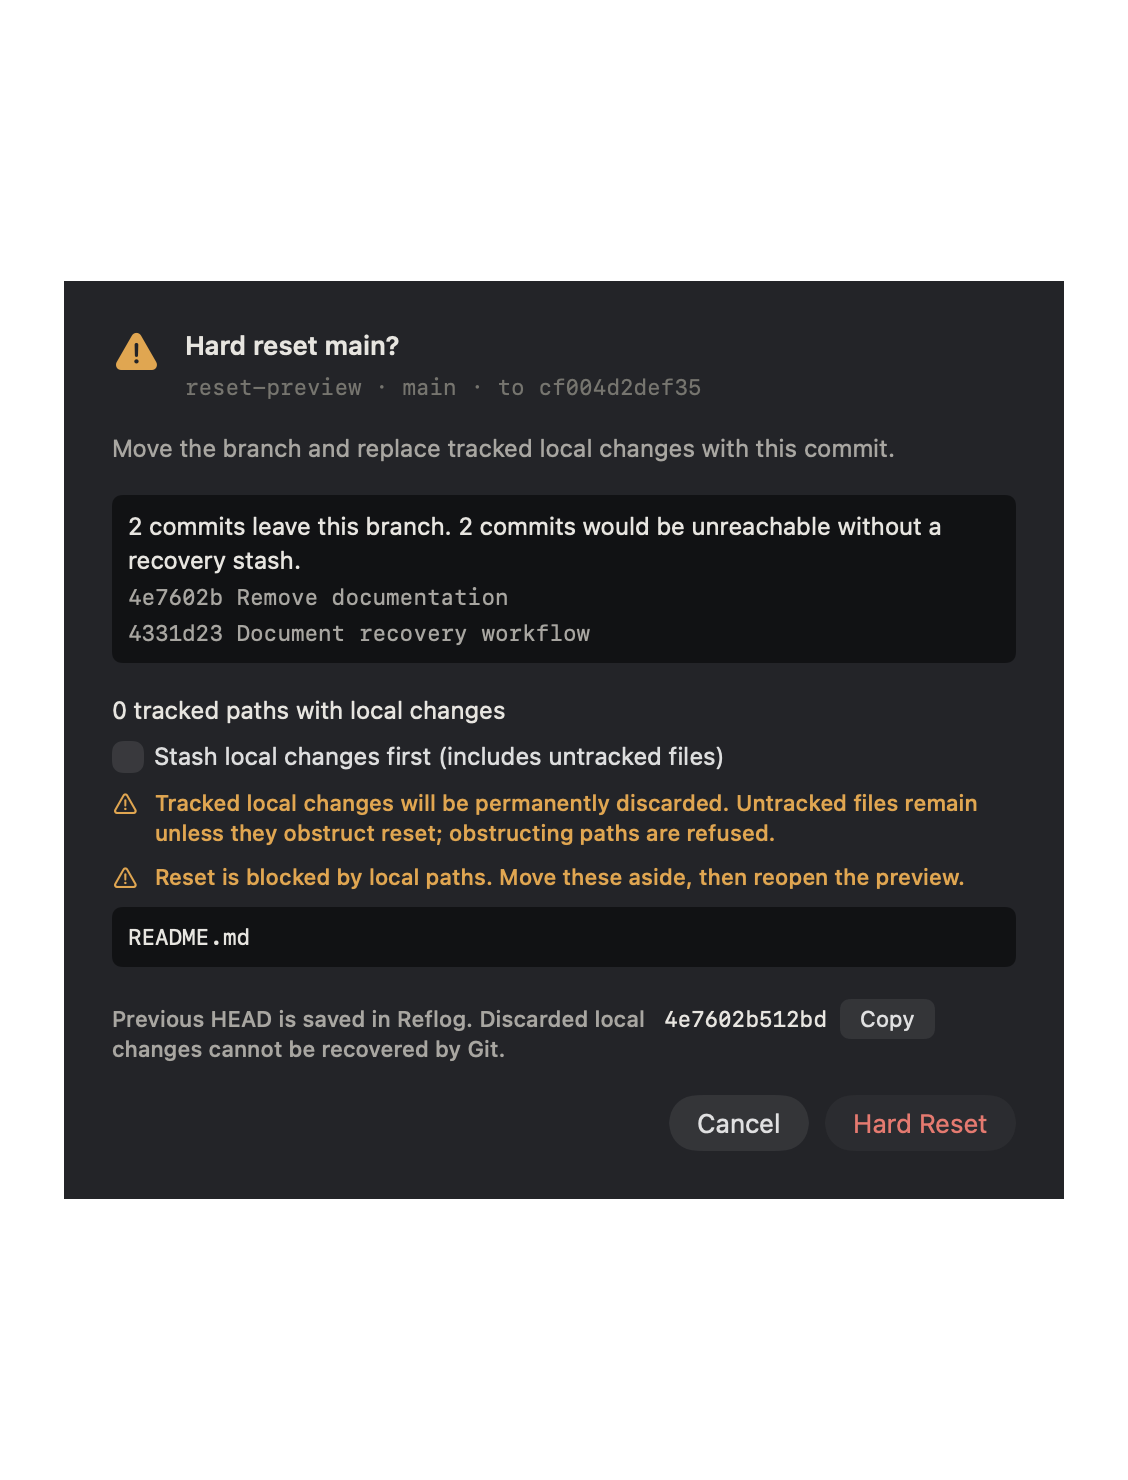 Hard reset main?
reset-preview · main · to cf004d2def35
Move the branch and replace tracked local changes with this commit.
2 commits leave this branch. 2 commits would be unreachable without a
recovery stash.
4e7602b Remove documentation
4331d23 Document recovery workflow
0 tracked paths with local changes
Stash local changes first (includes untracked files)
Tracked local changes will be permanently discarded. Untracked files remain
unless they obstruct reset; obstructing paths are refused.
Reset is blocked by local paths. Move these aside, then reopen the preview.
README.md
Previous HEAD is saved in Reflog. Discarded local
changes cannot be recovered by Git.
4e7602b512bd
Copy
Cancel
Hard Reset